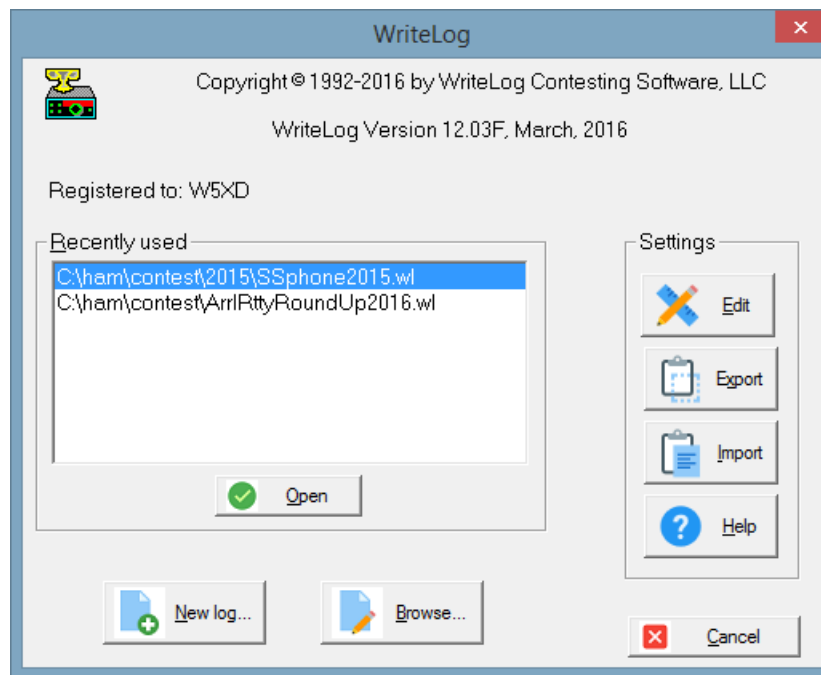 WriteLog
Copyright © 1992-2016 by WriteLog Contesting Software, LLC
WriteLog Version 12.03F, March, 2016
Registered to: W5XD
Recently used
C:\ham\contest\2015\SSphone2015.wl
C:\ham\contest\ArrlRttyRoundUp2016.wl
Open
Settings
Edit
Export
Import
Help
New log...
Browse...
Cancel